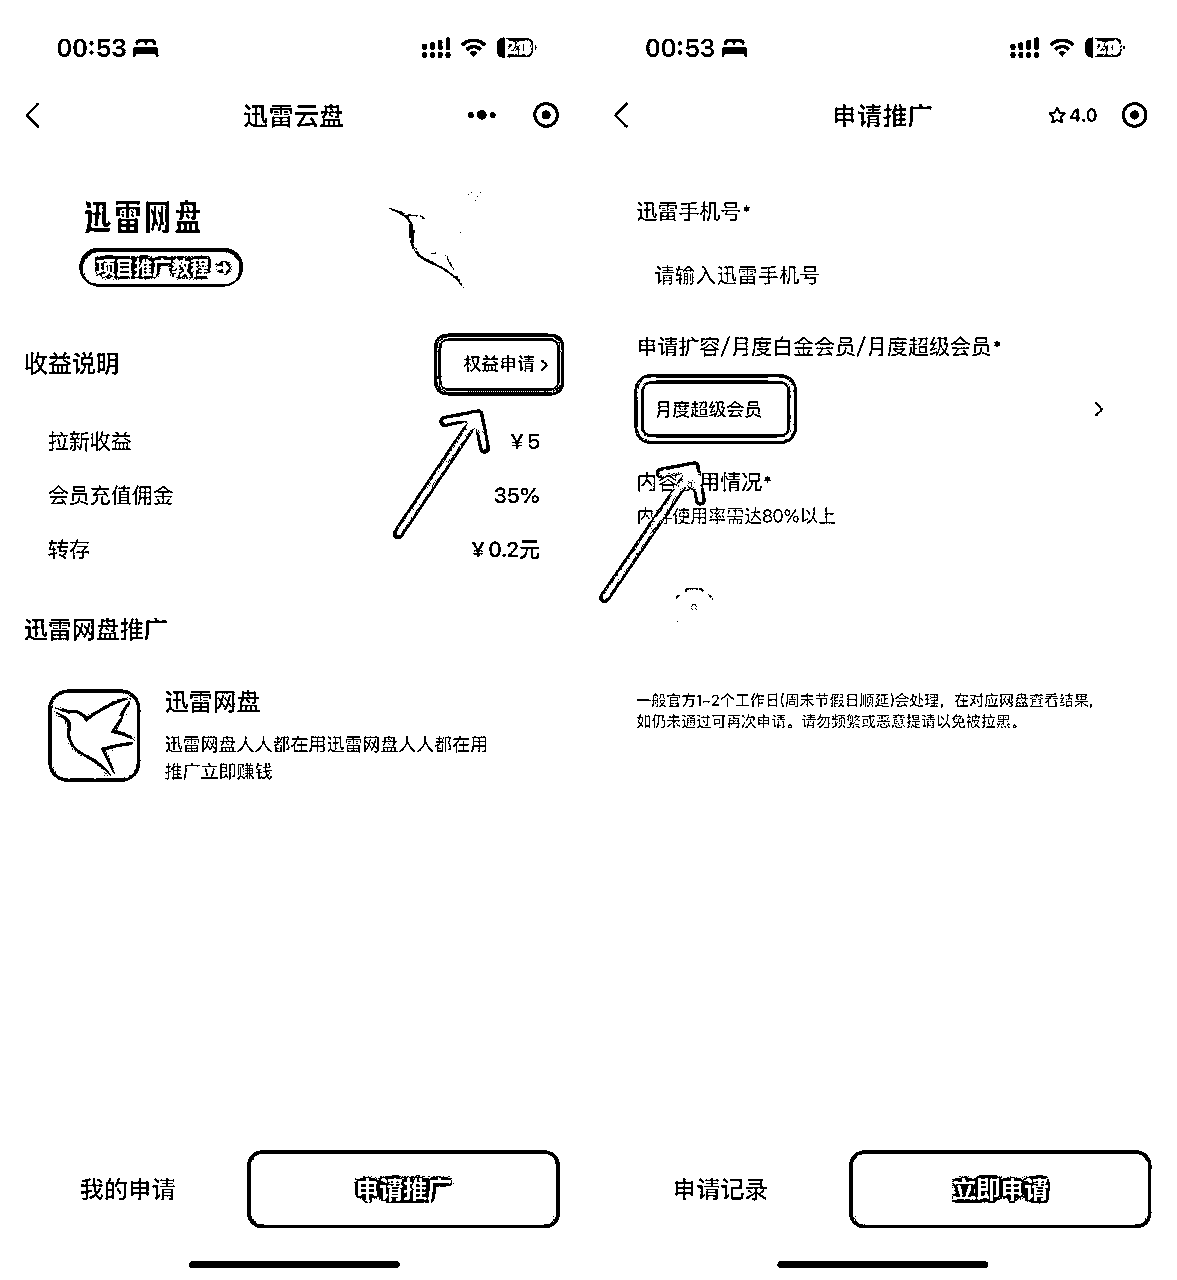 00:53
迅雷云盘
迅雷网盘
项目推广教程
收益说明
权益申请
拉新收益
¥5
会员充值佣金
35%
转存
¥0.2元
迅雷网盘推广
迅雷网盘
迅雷网盘人人都在用迅雷网盘人人都在用
推广立即赚钱
我的申请
申请推广
00:53
申请推广
4.0
迅雷手机号*
请输入迅雷手机号
申请扩容/月度白金会员/月度超级会员*
月度超级会员
内容 用情况*
内 使用率需达80%以上
一般官方1-2个工作日(周末节假日顺延)会处理，在对应网盘查看结果，
如仍未通过可再次申请。请勿频繁或恶意提请以免被拉黑。
申请记录
立即申请